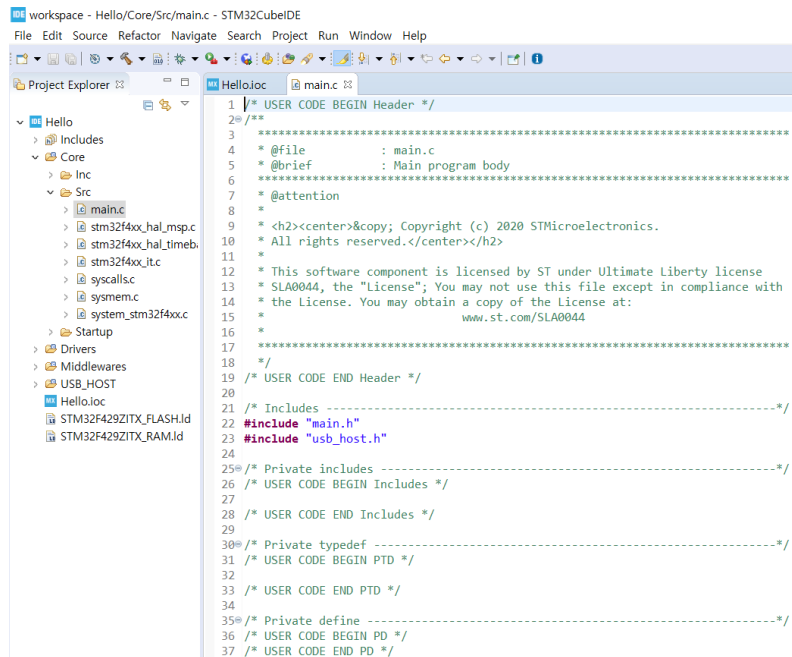 IDE workspace - Hello/Core/Src/main.c - STM32CubeIDE
File Edit Source Refactor Navigate Search Project Run Window Help
Project Explorer
Hello
Includes
Core
Inc
Src
main.c
stm32f4xx_hal_msp.c
stm32f4xx_hal_timeba
stm32f4xx_it.c
syscalls.c
sysmem.c
system_stm32f4xx.c
Startup
Drivers
Middlewares
USB_HOST
MX Hello.ioc
STM32F429ZITX_FLASH.ld
STM32F429ZITX_RAM.ld
MX Hello.ioc main.c
1 /* USER CODE BEGIN Header */
2 /**
3 ******************************************************************************
4 * @file : main.c
5 * @brief : Main program body
6 ******************************************************************************
7 * @attention
8 *
9 * <h2><center>&copy; Copyright (c) 2020 STMicroelectronics.
10 * All rights reserved.</center></h2>
11 *
12 * This software component is licensed by ST under Ultimate Liberty license
13 * SLA0044, the "License"; You may not use this file except in compliance with
14 * the License. You may obtain a copy of the License at:
15 * www.st.com/SLA0044
16 *
17 ******************************************************************************
18 */
19 /* USER CODE END Header */
20
21 /* Includes ------------------------------------------------------------------*/
22 #include "main.h"
23 #include "usb_host.h"
24
25 /* Private includes ----------------------------------------------------------*/
26 /* USER CODE BEGIN Includes */
27
28 /* USER CODE END Includes */
29
30 /* Private typedef -----------------------------------------------------------*/
31 /* USER CODE BEGIN PTD */
32
33 /* USER CODE END PTD */
34
35 /* Private define ------------------------------------------------------------*/
36 /* USER CODE BEGIN PD */
37 /* USER CODE END PD */